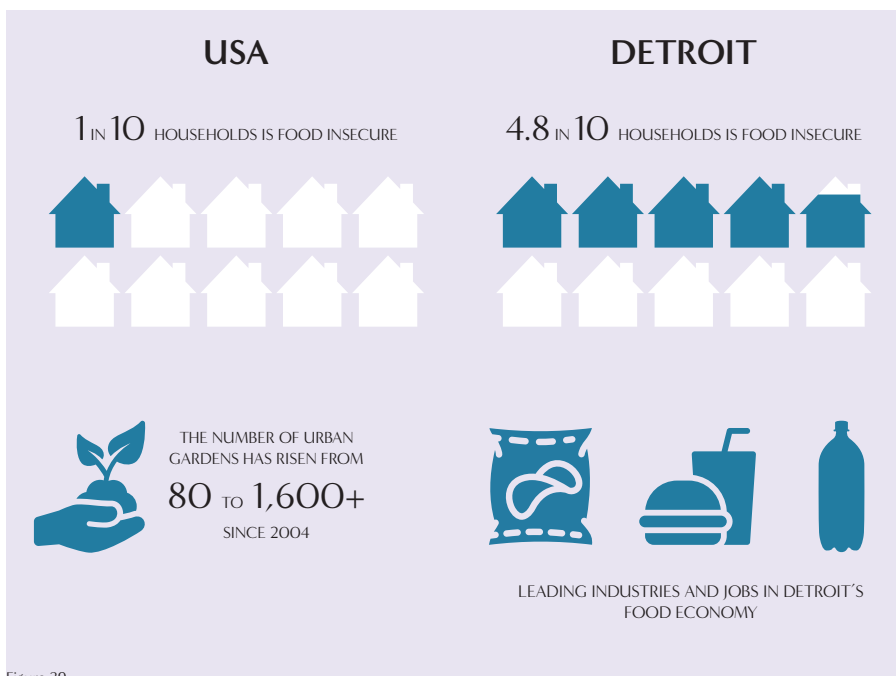 USA
1 IN 10 HOUSEHOLDS IS FOOD INSECURE
DETROIT
4.8 IN 10 HOUSEHOLDS IS FOOD INSECURE
THE NUMBER OF URBAN
GARDENS HAS RISEN FROM
80 TO 1,600+
SINCE 2004
LEADING INDUSTRIES AND JOBS IN DETROIT'S
FOOD ECONOMY